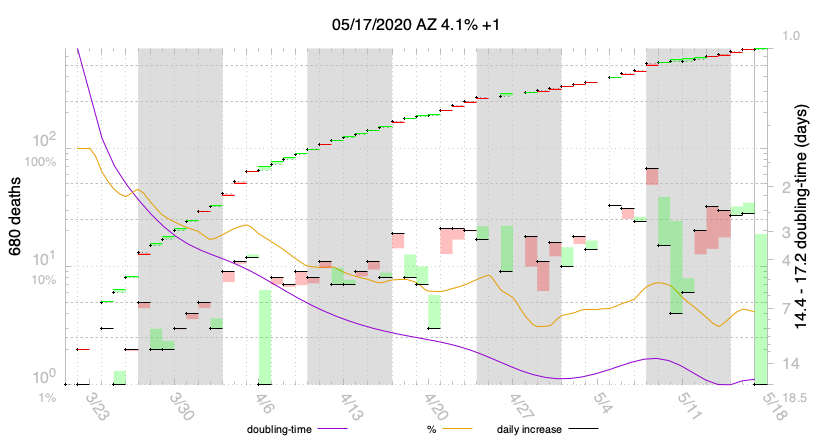 05/17/2020 AZ 4.1% +1
1.0
10²
100%
2
3
10¹
10%
4
7
14
10⁰
1%
18.5
680 deaths
14.4 - 17.2 doubling-time (days)
3/23 3/30 4/6 4/13 4/20 4/27 5/4 5/11 5/18
doubling-time % daily increase